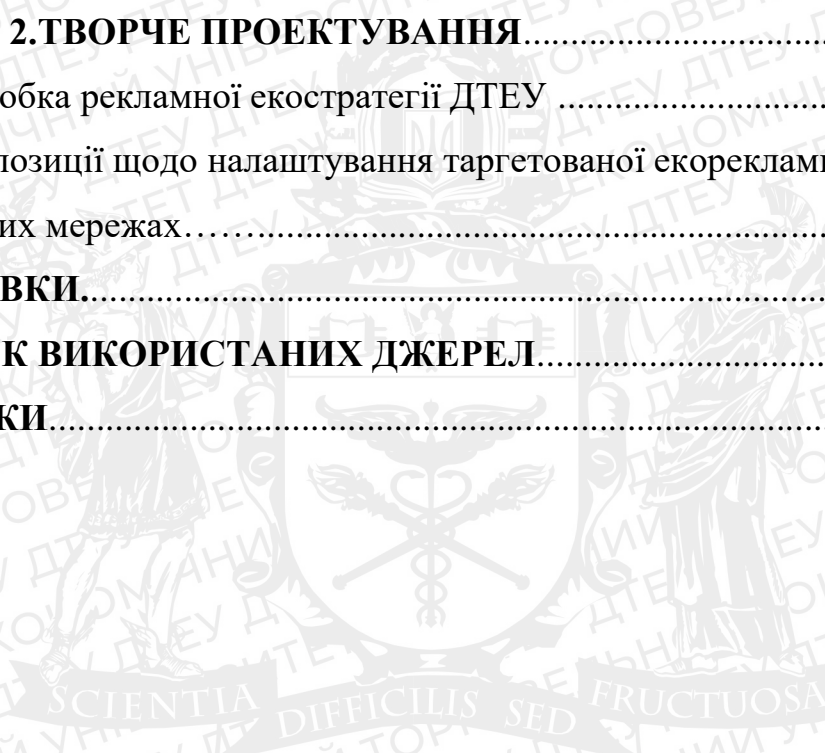 2.ТВОРЧЕ ПРОЕКТУВАННЯ..............................
обка рекламної екостратегії ДТЕУ ..............................
позиції щодо налаштування таргетованої екореклами
их мережах…….............................................................
ВКИ..........................................................................
К ВИКОРИСТАНИХ ДЖЕРЕЛ..............................
КИ................................................................................
SCIENTIA DIFFICILIS SED FRUCTUOSA